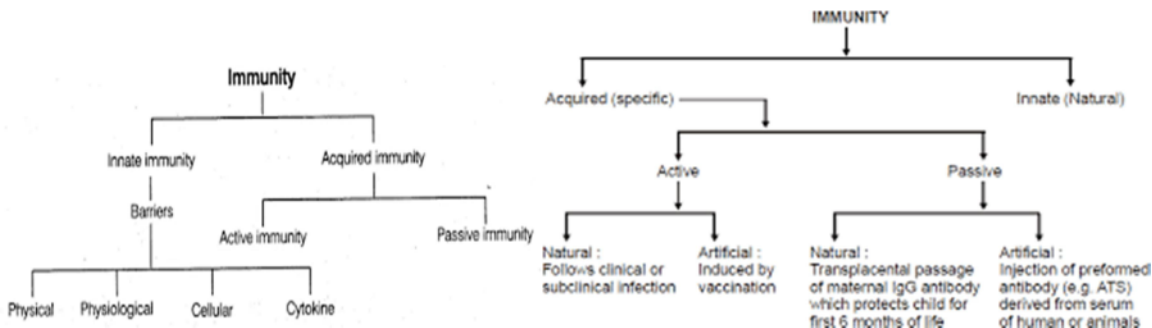 Immunity
Innate immunity
Acquired immunity
Barriers
Active immunity
Passive immunity
Physical
Physiological
Cellular
Cytokine
IMMUNITY
Acquired (specific)
Innate (Natural)
Active
Passive
Natural :
Follows clinical or
subclinical infection
Artificial :
Induced by
vaccination
Natural :
Transplacental passage
of maternal IgG antibody
which protects child for
first 6 months of life
Artificial :
Injection of preformed
antibody (e.g. ATS)
derived from serum
of human or animals